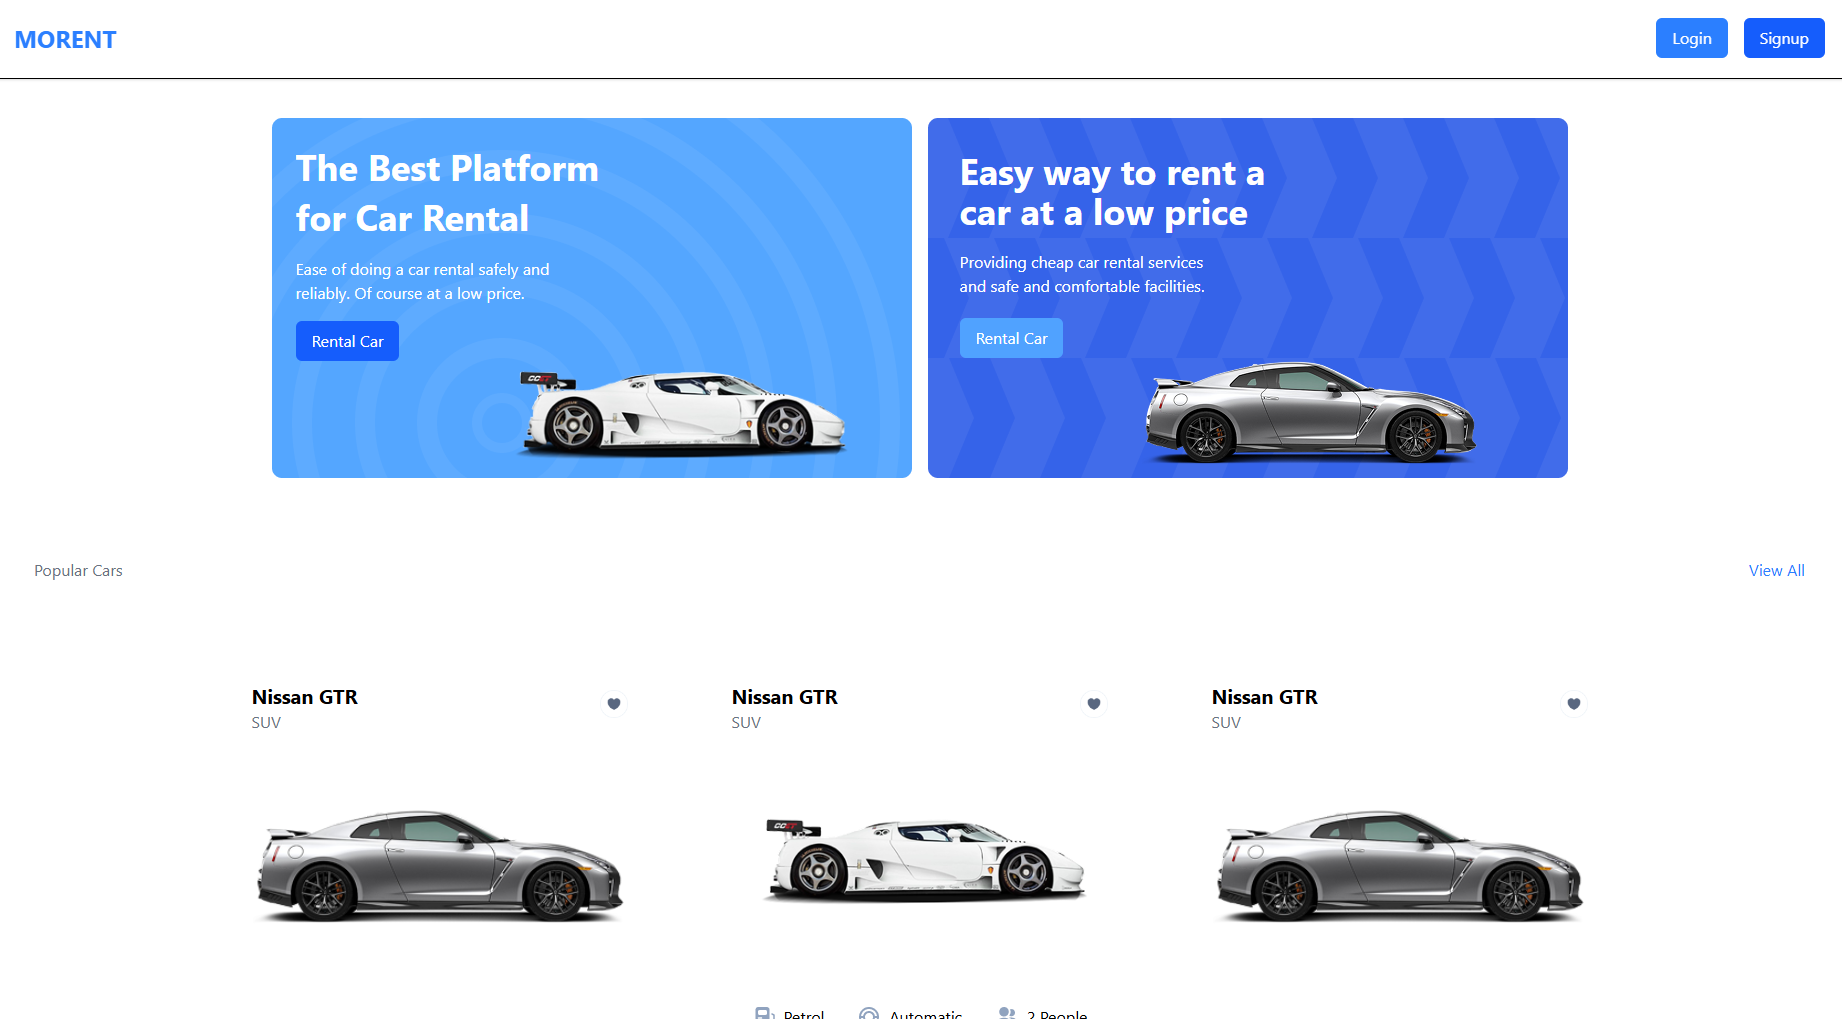 MORENT
Login
Signup
The Best Platform
for Car Rental
Ease of doing a car rental safely and
reliably. Of course at a low price.
Rental Car
Easy way to rent a
car at a low price
Providing cheap car rental services
and safe and comfortable facilities.
Rental Car
Popular Cars
View All
Nissan GTR
SUV
Nissan GTR
SUV
Nissan GTR
SUV
Petrol
Automatic
2 People